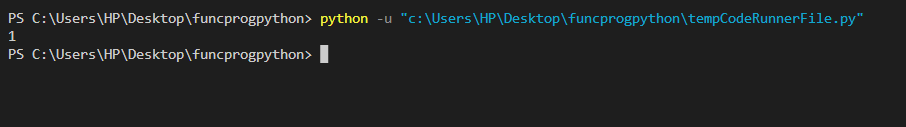 PS C:\Users\HP\Desktop\funcprogpython> python -u "c:\Users\HP\Desktop\funcprogpython\tempCodeRunnerFile.py"
1
PS C:\Users\HP\Desktop\funcprogpython>